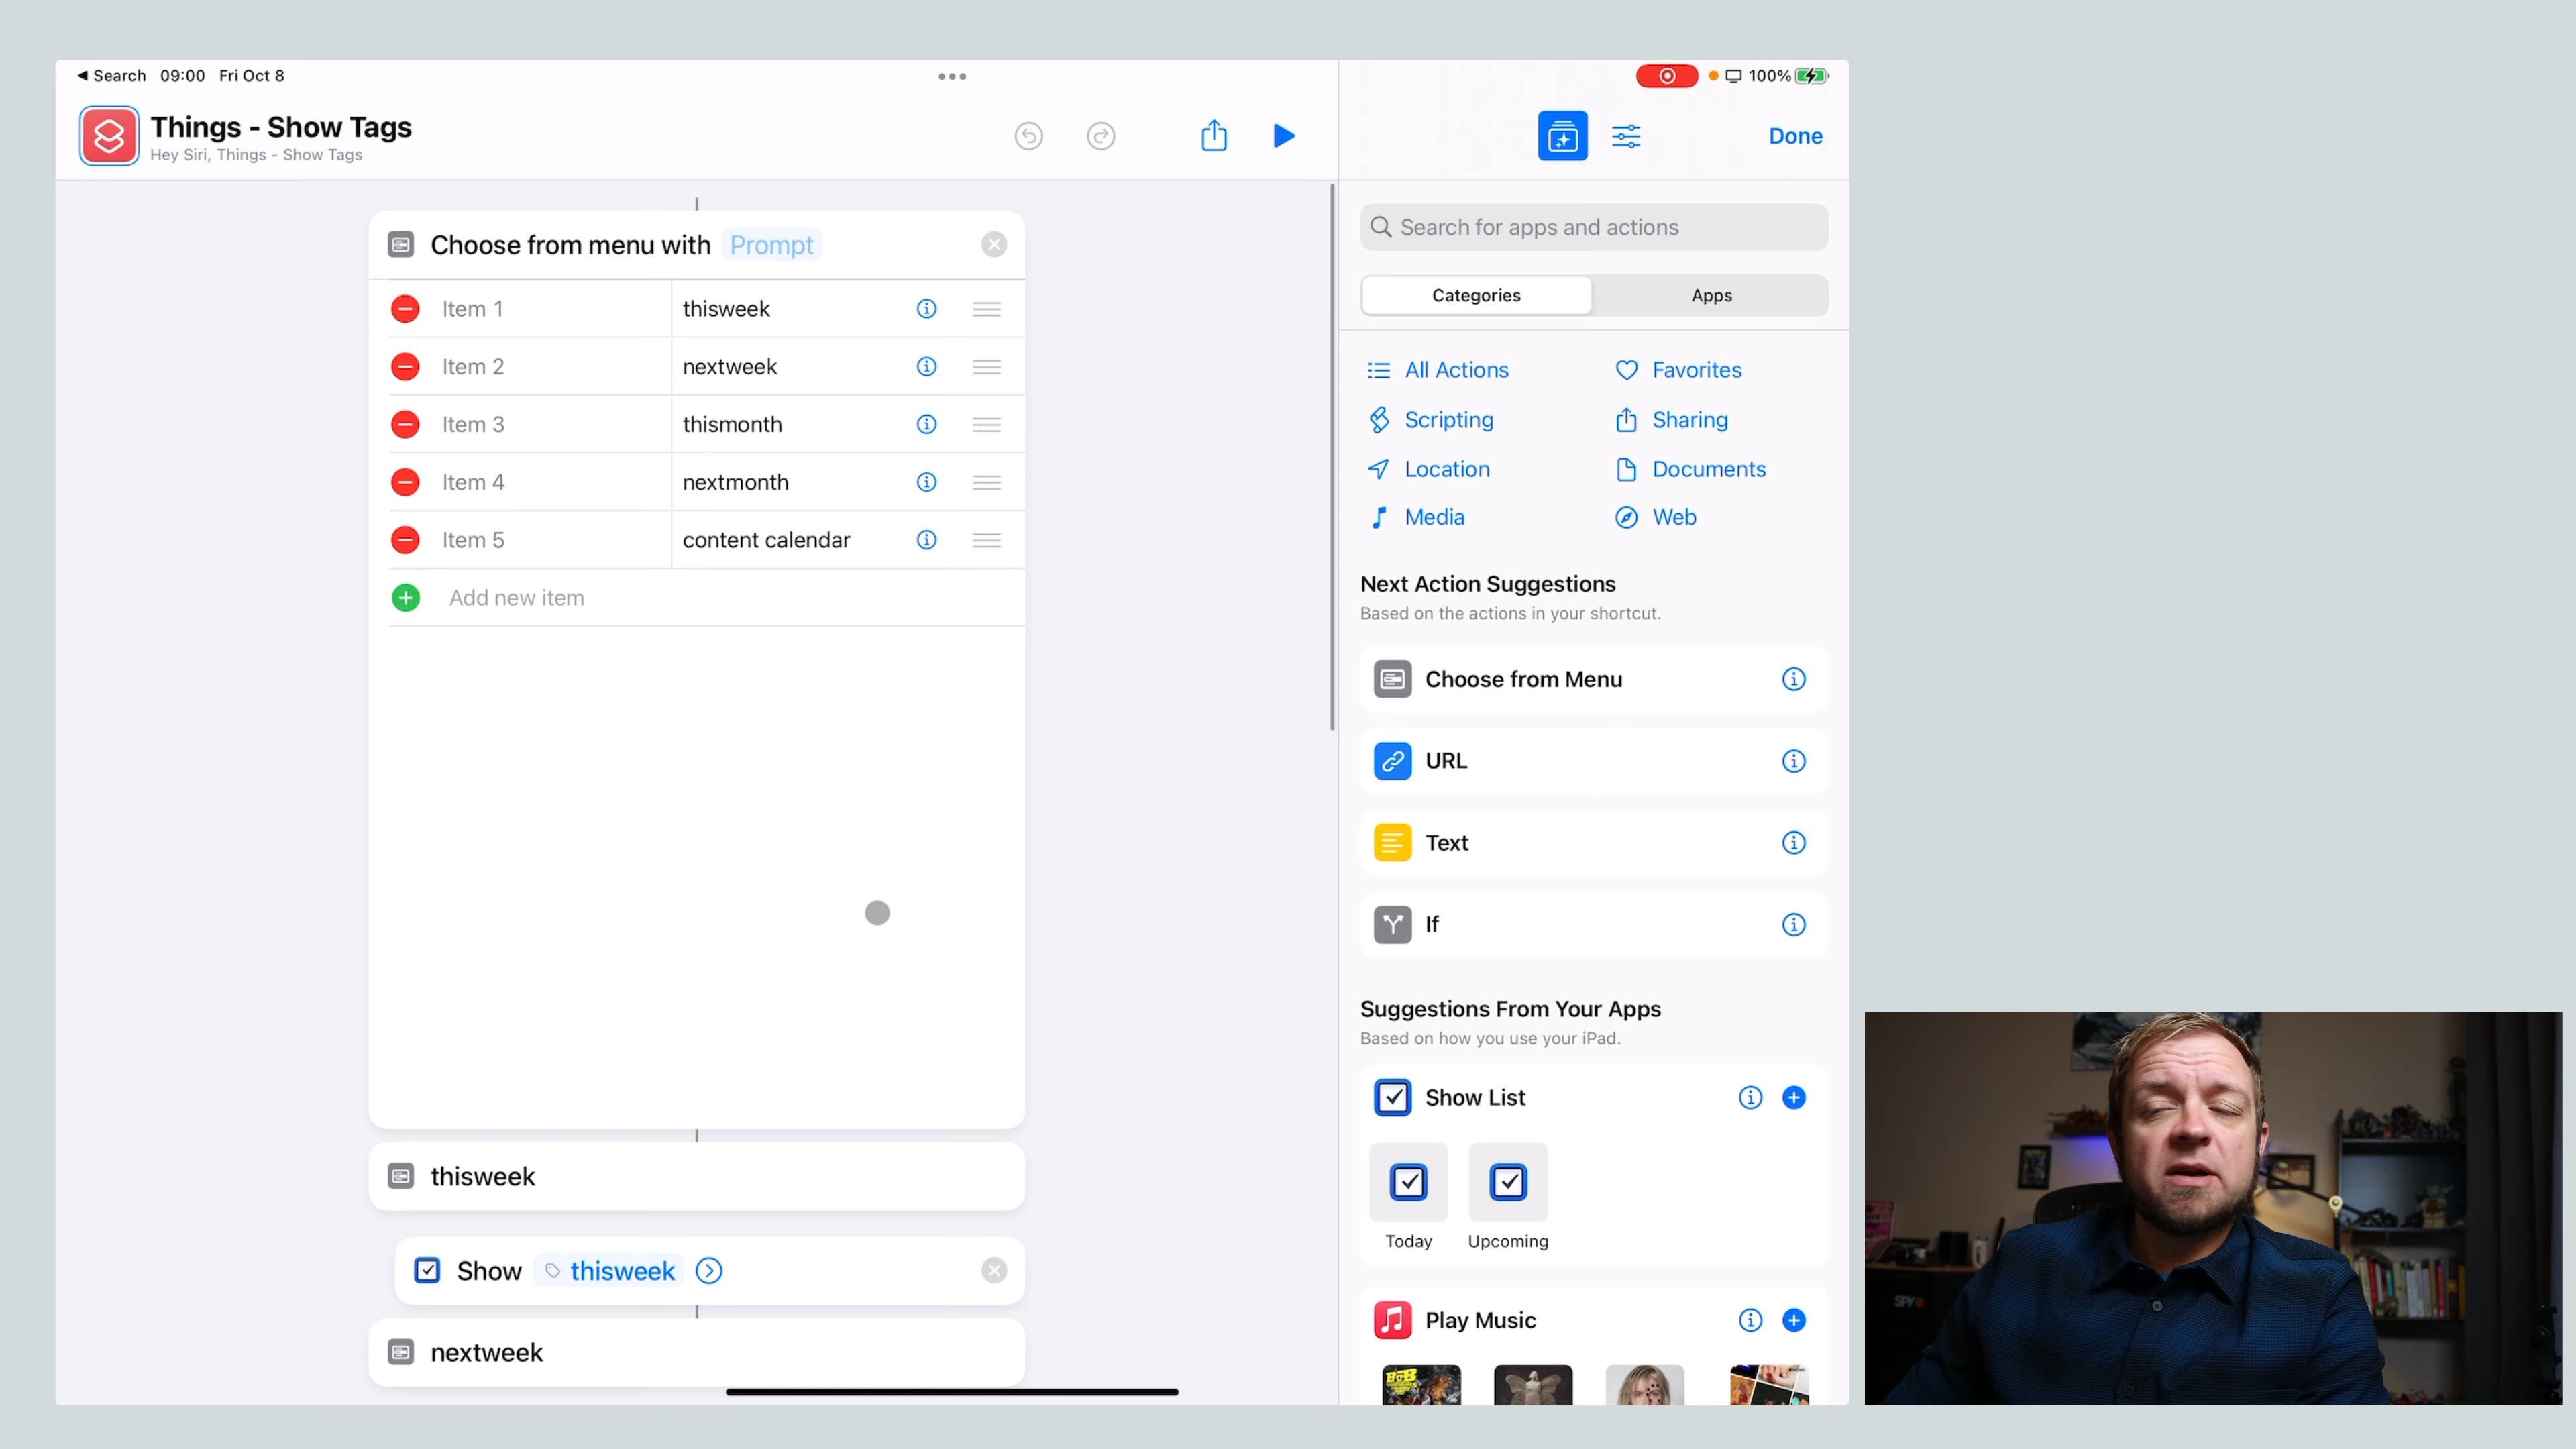 ◀ Search 09:00 Fri Oct 8
100%
Things - Show Tags
Hey Siri, Things - Show Tags
Done
Choose from menu with Prompt
Item 1 thisweek
Item 2 nextweek
Item 3 thismonth
Item 4 nextmonth
Item 5 content calendar
Add new item
thisweek
Show thisweek
nextweek
Search for apps and actions
Categories Apps
All Actions Favorites
Scripting Sharing
Location Documents
Media Web
Next Action Suggestions
Based on the actions in your shortcut.
Choose from Menu
URL
Text
If
Suggestions From Your Apps
Based on how you use your iPad.
Show List
Today Upcoming
Play Music